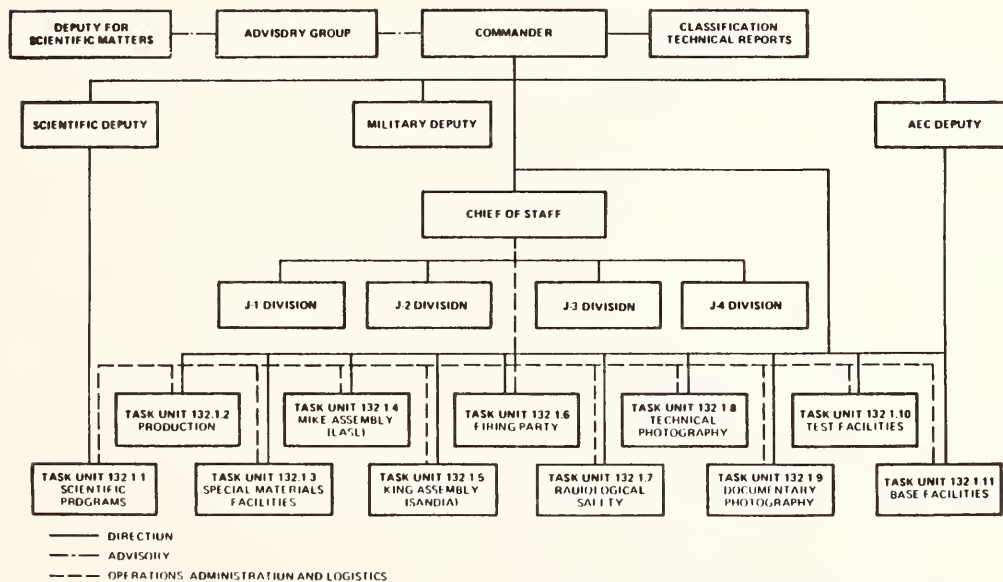 DEPUTY FOR
SCIENTIFIC MATTERS
ADVISDRY GROUP
COMMANDER
CLASSIFICATION
TECHNICAL REPORTS
SCIENTIFIC DEPUTY
MILITARY DEPUTY
AEC DEPUTY
CHIEF OF STAFF
J-1 DIVISION
J-2 DIVISIDN
J-3 DIVISIDN
J-4 DIVISION
TASK UNIT 132.1.2
PRODUCTION
TASK UNIT 132 1 4
MIKE ASSEMBLY
(LASL)
TASK UNIT 132 1.6
FIRING PARTY
TASK UNIT 132 1 8
TECHNICAL
PHOTOGRAPHY
TASK UNIT 132 1.10
TEST FACILITIES
TASK UNIT 132 1 1
SCIENTIFIC
PRDGRAMS
TASK UNIT 132.1 3
SPECIAL MATERIALS
FACILITIES
TASK UNIT 132 1 5
KING ASSEMBLY
(SANDIA)
TASK UNIT 132 1.7
RADIOLOGICAL
SAFETY
TASK UNIT 132 1 9
DOCUMENTARY
PHOTOGRAPHY
TASK UNIT 132 1 11
BASE FACILITIES
DIRECTION
ADVISORY
OPERATIONS ADMINISTRATION AND LOGISTICS